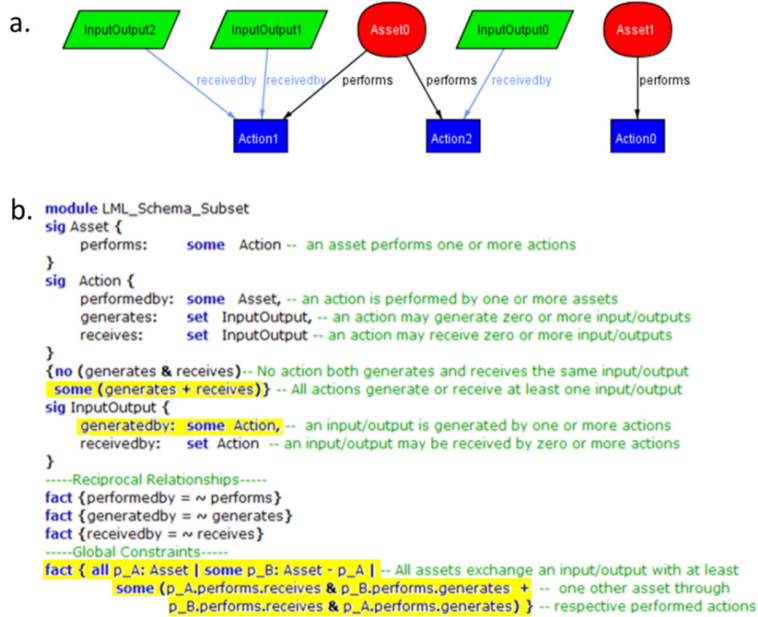 a.
InputOutput2 InputOutput1 Asset0 InputOutput0 Asset1
receivedby receivedby performs performs receivedby performs
Action1 Action2 Action0
b.
module LML_Schema_Subset
sig Asset {
performs: some Action -- an asset performs one or more actions
}
sig Action {
performedby: some Asset, -- an action is performed by one or more assets
generates: set InputOutput, -- an action may generate zero or more input/outputs
receives: set InputOutput -- an action may receive zero or more input/outputs
}
{no (generates & receives)-- No action both generates and receives the same input/output
some (generates + receives)} -- All actions generate or receive at least one input/output
sig InputOutput {
generatedby: some Action, -- an input/output is generated by one or more actions
receivedby: set Action -- an input/output may be received by zero or more actions
}
-----Reciprocal Relationships-----
fact {performedby = ~ performs}
fact {generatedby = ~ generates}
fact {receivedby = ~ receives}
-----Global Constraints-----
fact { all p_A: Asset | some p_B: Asset - p_A | -- All assets exchange an input/output with at least
some (p_A.performs.receives & p_B.performs.generates + -- one other asset through
p_B.performs.receives & p_A.performs.generates) } -- respective performed actions